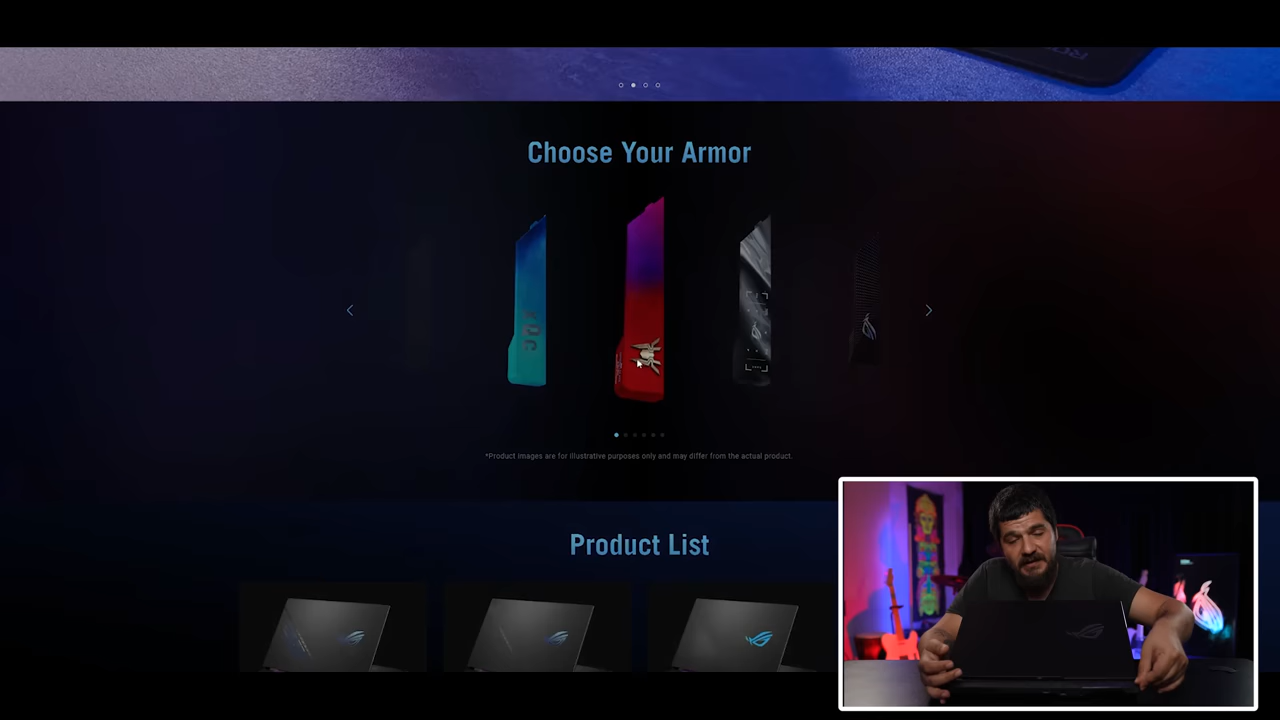 Choose Your Armor
*Product images are for illustrative purposes only and may differ from the actual product.
Product List